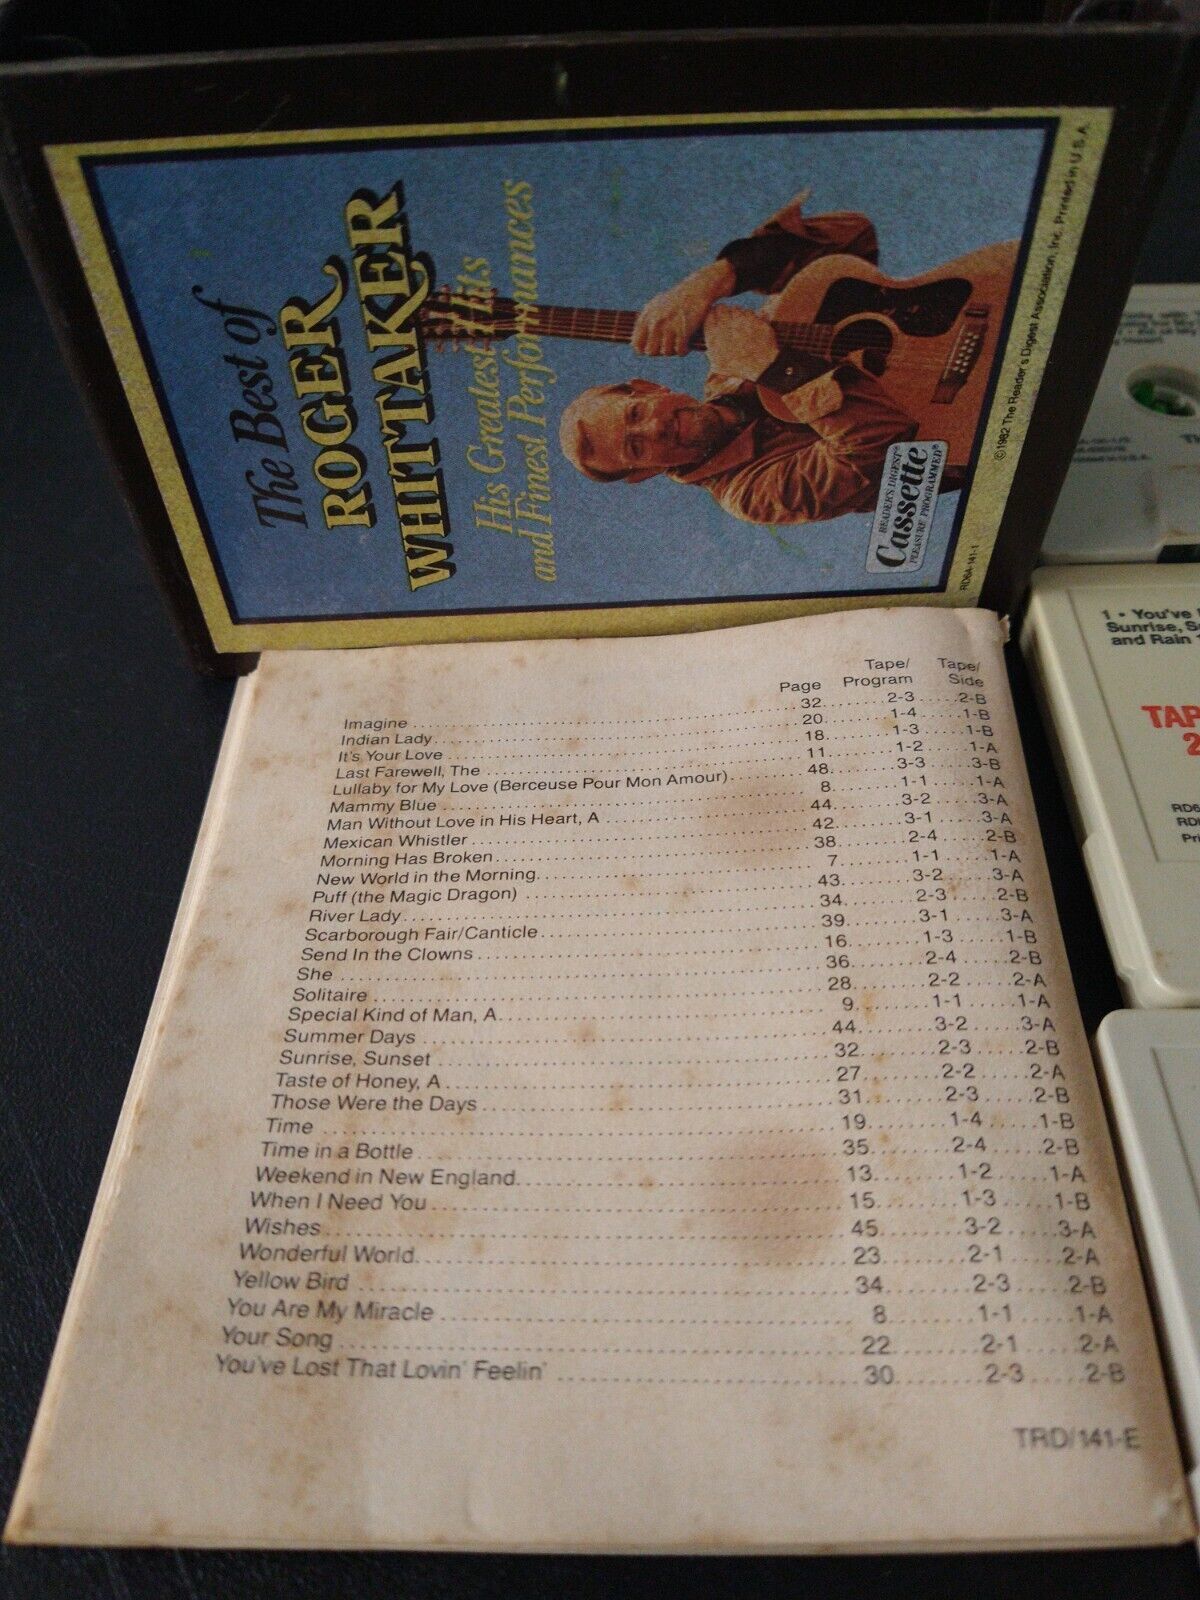 The Best of
ROGER
WHITTAKER
His Greatest Hits
and Finest Performances
READER'S DIGEST
Cassette
PLEASURE PROGRAMMED
RD6A-141-1
©1982 The Reader's Digest Association, Inc. Printed in U.S.A.
Page Tape/Program Tape/Side
Imagine 32 2-3 2-B
Indian Lady 20 1-4 1-B
It's Your Love 18 1-3 1-B
Last Farewell, The 11 1-2 1-A
Lullaby for My Love (Berceuse Pour Mon Amour) 48 3-3 3-B
Mammy Blue 8 1-1 1-A
Man Without Love in His Heart, A 44 3-2 3-A
Mexican Whistler 42 3-1 3-A
Morning Has Broken 38 2-4 2-B
New World in the Morning 7 1-1 1-A
Puff (the Magic Dragon) 43 3-2 3-A
River Lady 34 2-3 2-B
Scarborough Fair/Canticle 39 3-1 3-A
Send In the Clowns 16 1-3 1-B
She 36 2-4 2-B
Solitaire 28 2-2 2-A
Special Kind of Man, A 9 1-1 1-A
Summer Days 44 3-2 3-A
Sunrise, Sunset 32 2-3 2-B
Taste of Honey, A 27 2-2 2-A
Those Were the Days 31 2-3 2-B
Time 19 1-4 1-B
Time in a Bottle 35 2-4 2-B
Weekend in New England 13 1-2 1-A
When I Need You 15 1-3 1-B
Wishes 45 3-2 3-A
Wonderful World 23 2-1 2-A
Yellow Bird 34 2-3 2-B
You Are My Miracle 8 1-1 1-A
Your Song 22 2-1 2-A
You've Lost That Lovin' Feelin' 30 2-3 2-B
TRD/141-E
1 • You've
Sunrise,
and Rain
TAP
2